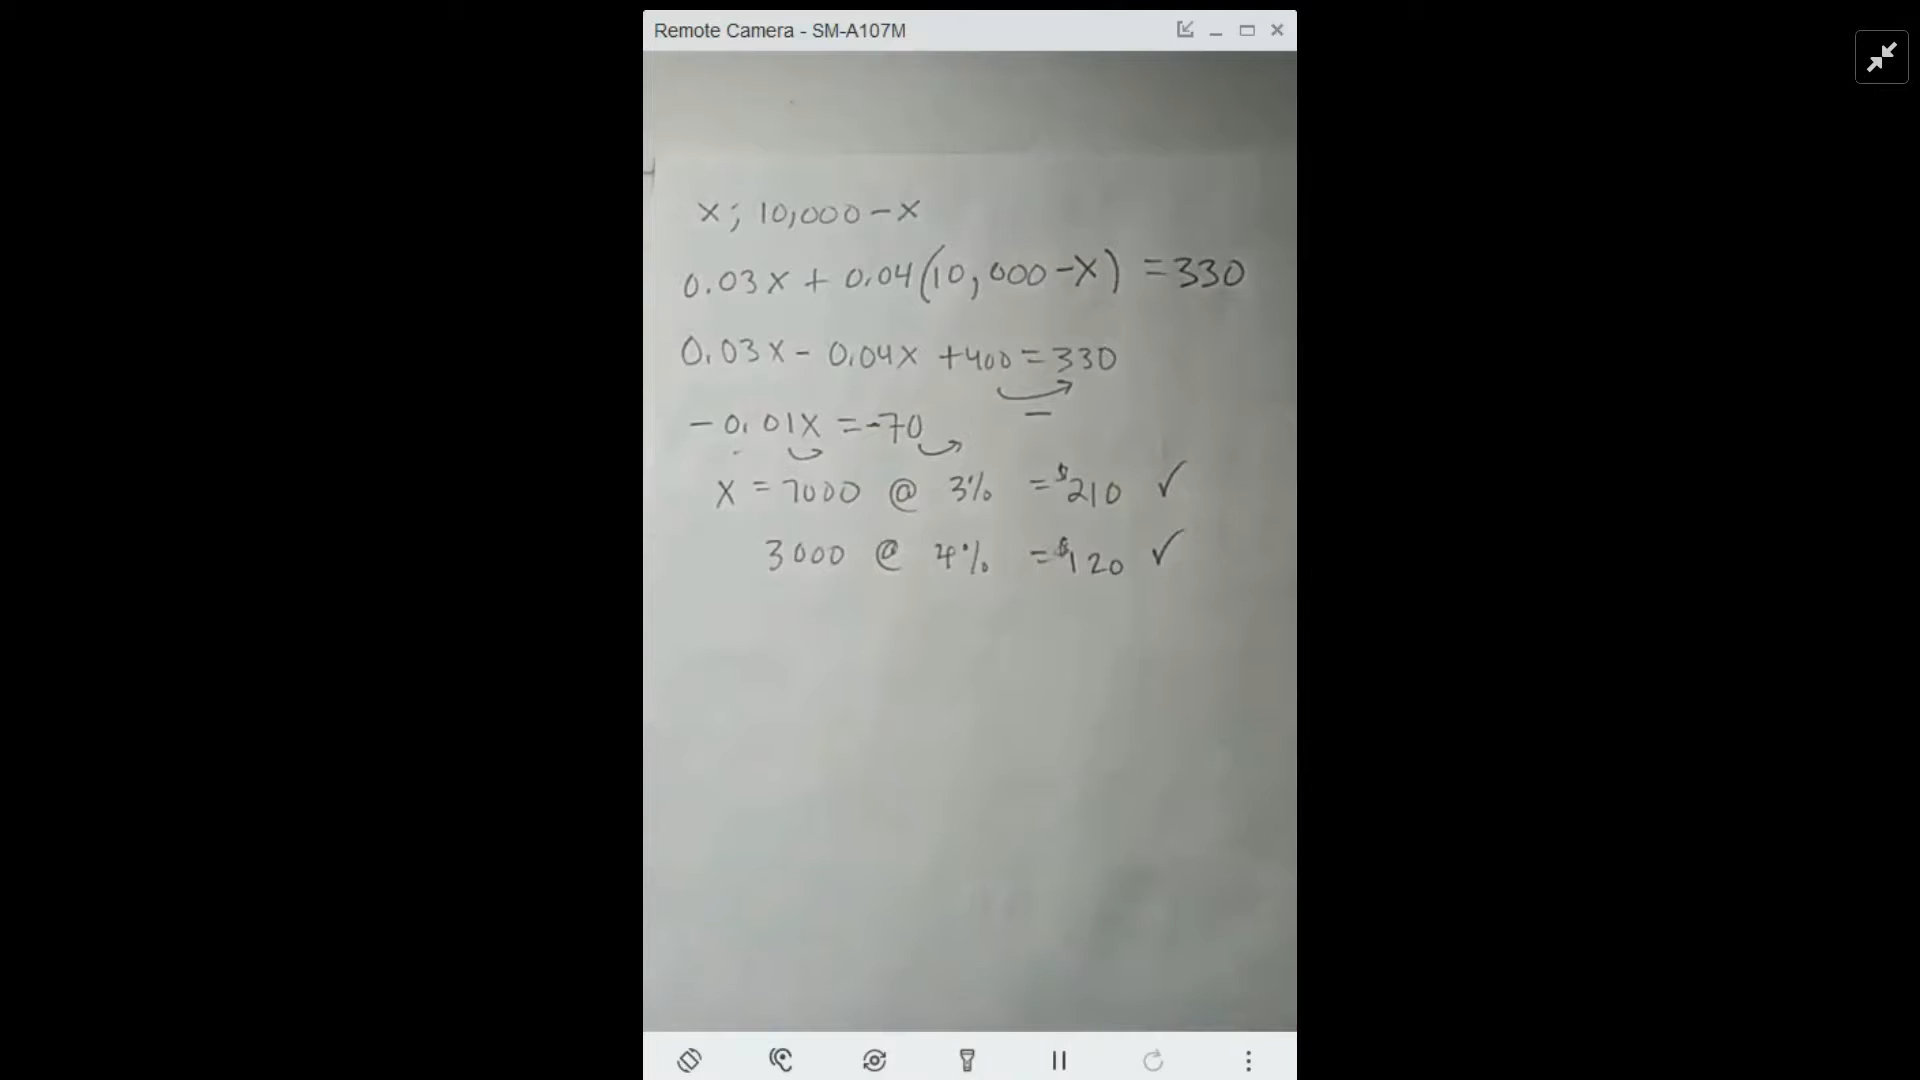 Remote Camera - SM-A107M
x; 10,000 - x
0.03x + 0.04(10,000 - x) = 330
0.03x - 0.04x + 400 = 330
-
- 0.01x = -70
x = 7000 @ 3% = $210 ✓
3000 @ 4% = $120 ✓